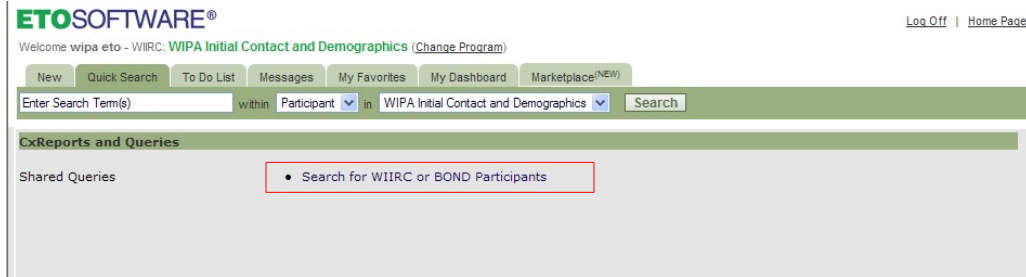 ETOSOFTWARE®
Log Off | Home Page
Welcome wipa eto - WIIRC: WIPA Initial Contact and Demographics (Change Program)
New Quick Search To Do List Messages My Favorites My Dashboard Marketplace(NEW)
Enter Search Term(s) within Participant in WIPA Initial Contact and Demographics Search
CxReports and Queries
Shared Queries • Search for WIIRC or BOND Participants